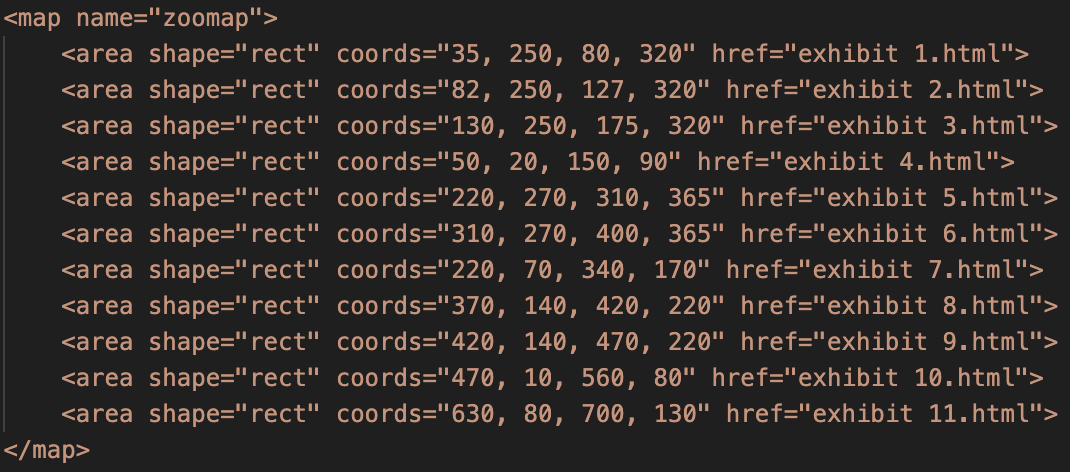 <map name="zoomap">
    <area shape="rect" coords="35, 250, 80, 320" href="exhibit 1.html">
    <area shape="rect" coords="82, 250, 127, 320" href="exhibit 2.html">
    <area shape="rect" coords="130, 250, 175, 320" href="exhibit 3.html">
    <area shape="rect" coords="50, 20, 150, 90" href="exhibit 4.html">
    <area shape="rect" coords="220, 270, 310, 365" href="exhibit 5.html">
    <area shape="rect" coords="310, 270, 400, 365" href="exhibit 6.html">
    <area shape="rect" coords="220, 70, 340, 170" href="exhibit 7.html">
    <area shape="rect" coords="370, 140, 420, 220" href="exhibit 8.html">
    <area shape="rect" coords="420, 140, 470, 220" href="exhibit 9.html">
    <area shape="rect" coords="470, 10, 560, 80" href="exhibit 10.html">
    <area shape="rect" coords="630, 80, 700, 130" href="exhibit 11.html">
</map>